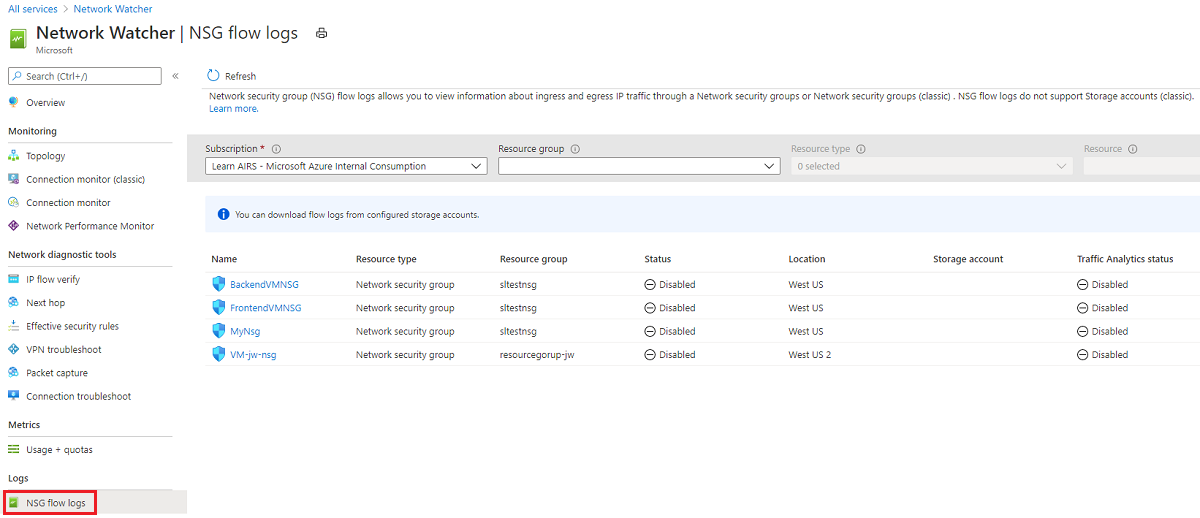 All services > Network Watcher
Network Watcher | NSG flow logs
Microsoft
Search (Ctrl+/)
«
Overview
Monitoring
Topology
Connection monitor (classic)
Connection monitor
Network Performance Monitor
Network diagnostic tools
IP flow verify
Next hop
Effective security rules
VPN troubleshoot
Packet capture
Connection troubleshoot
Metrics
Usage + quotas
Logs
NSG flow logs
Refresh
Network security group (NSG) flow logs allows you to view information about ingress and egress IP traffic through a Network security groups or Network security groups (classic) . NSG flow logs do not support Storage accounts (classic).
Learn more.
Subscription * Resource group Resource type Resource
Learn AIRS - Microsoft Azure Internal Consumption 0 selected
You can download flow logs from configured storage accounts.
Name Resource type Resource group Status Location Storage account Traffic Analytics status
BackendVMNSG Network security group sltestnsg Disabled West US Disabled
FrontendVMNSG Network security group sltestnsg Disabled West US Disabled
MyNsg Network security group sltestnsg Disabled West US Disabled
VM-jw-nsg Network security group resourcegorup-jw Disabled West US 2 Disabled